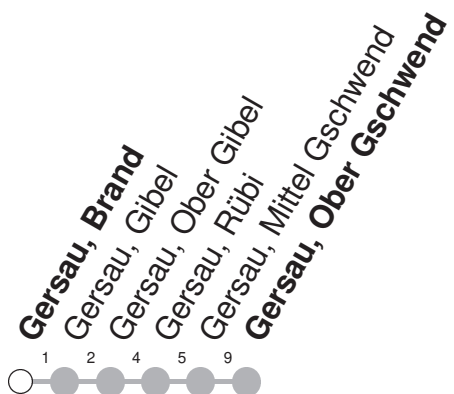 Gersau, Brand
Gersau, Gibel
Gersau, Ober Gibel
Gersau, Rübi
Gersau, Mittel Gschwend
Gersau, Ober Gschwend
1 2 4 5 9